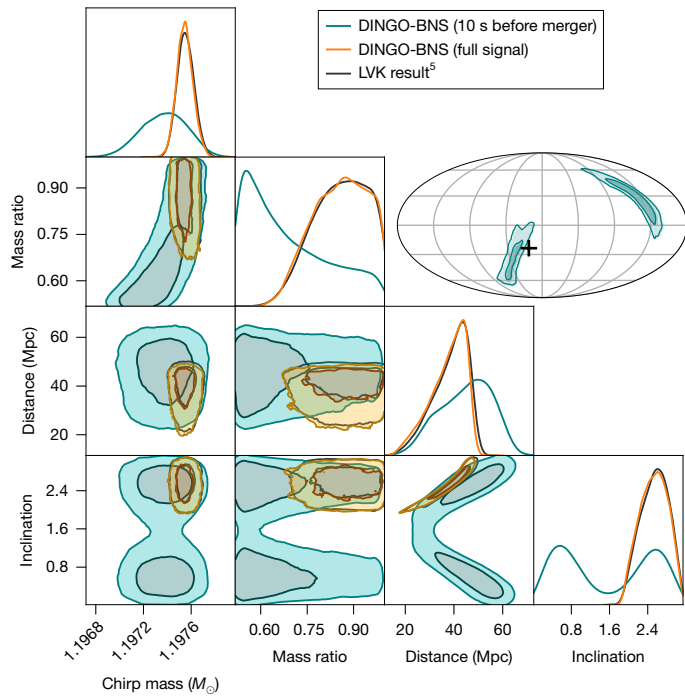 DINGO-BNS (10 s before merger)
DINGO-BNS (full signal)
LVK result⁵
Mass ratio
0.90
0.75
0.60
Distance (Mpc)
60
40
20
Inclination
2.4
1.6
0.8
1.1968
1.1972
1.1976
0.60
0.75
0.90
20
40
60
0.8
1.6
2.4
Chirp mass (M☉)
Mass ratio
Distance (Mpc)
Inclination